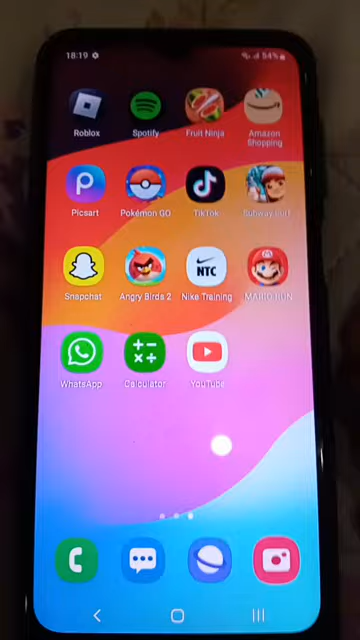 18:19 54%
Roblox Spotify Fruit Ninja Amazon Shopping
Picsart Pokémon GO TikTok Subway Surf
NTC
Snapchat Angry Birds 2 Nike Training MARIO RUN
WhatsApp Calculator YouTube